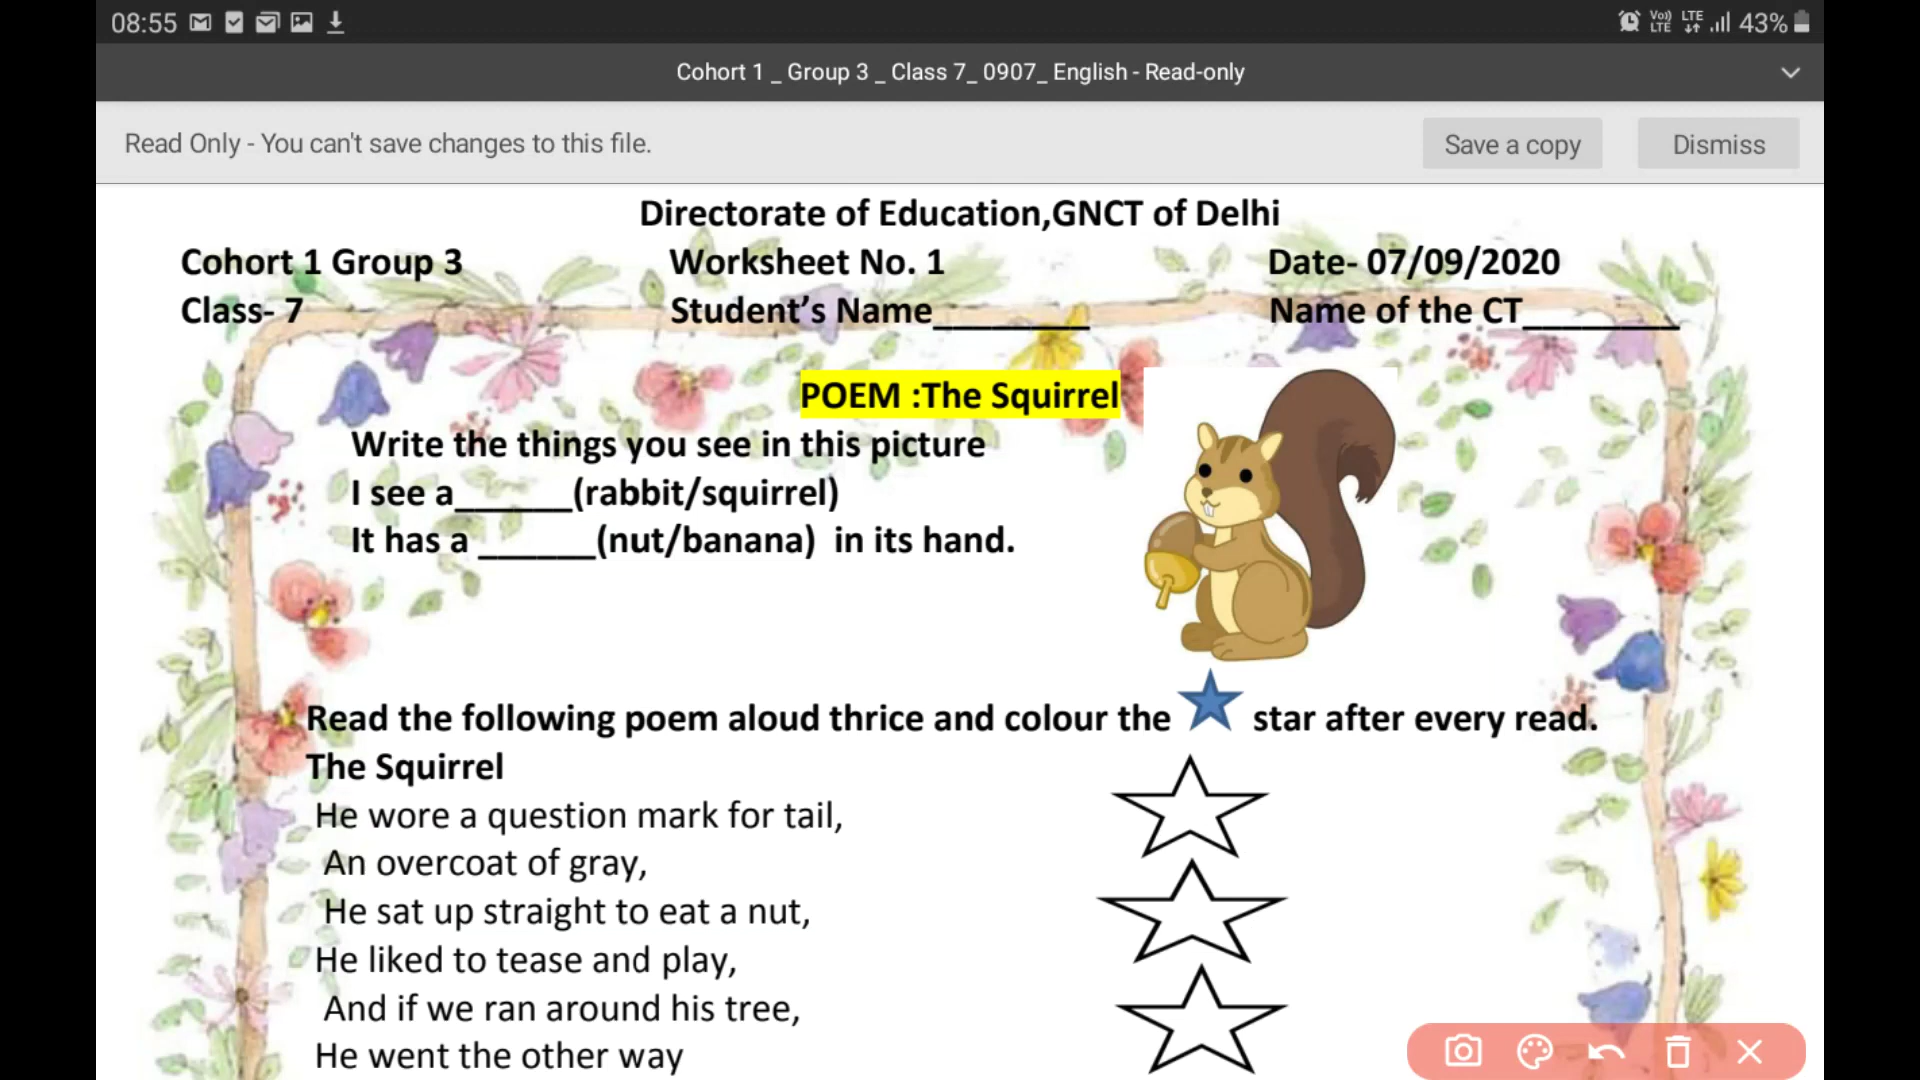 08:55 Vo)) LTE LTE 43%
Cohort 1 _ Group 3 _ Class 7_ 0907_ English - Read-only
Read Only - You can't save changes to this file. Save a copy Dismiss
Directorate of Education,GNCT of Delhi
Cohort 1 Group 3 Worksheet No. 1 Date- 07/09/2020
Class- 7 Student’s Name________ Name of the CT________
POEM :The Squirrel
Write the things you see in this picture
I see a______(rabbit/squirrel)
It has a ______(nut/banana) in its hand.
Read the following poem aloud thrice and colour the star after every read.
The Squirrel
He wore a question mark for tail,
An overcoat of gray,
He sat up straight to eat a nut,
He liked to tease and play,
And if we ran around his tree,
He went the other way